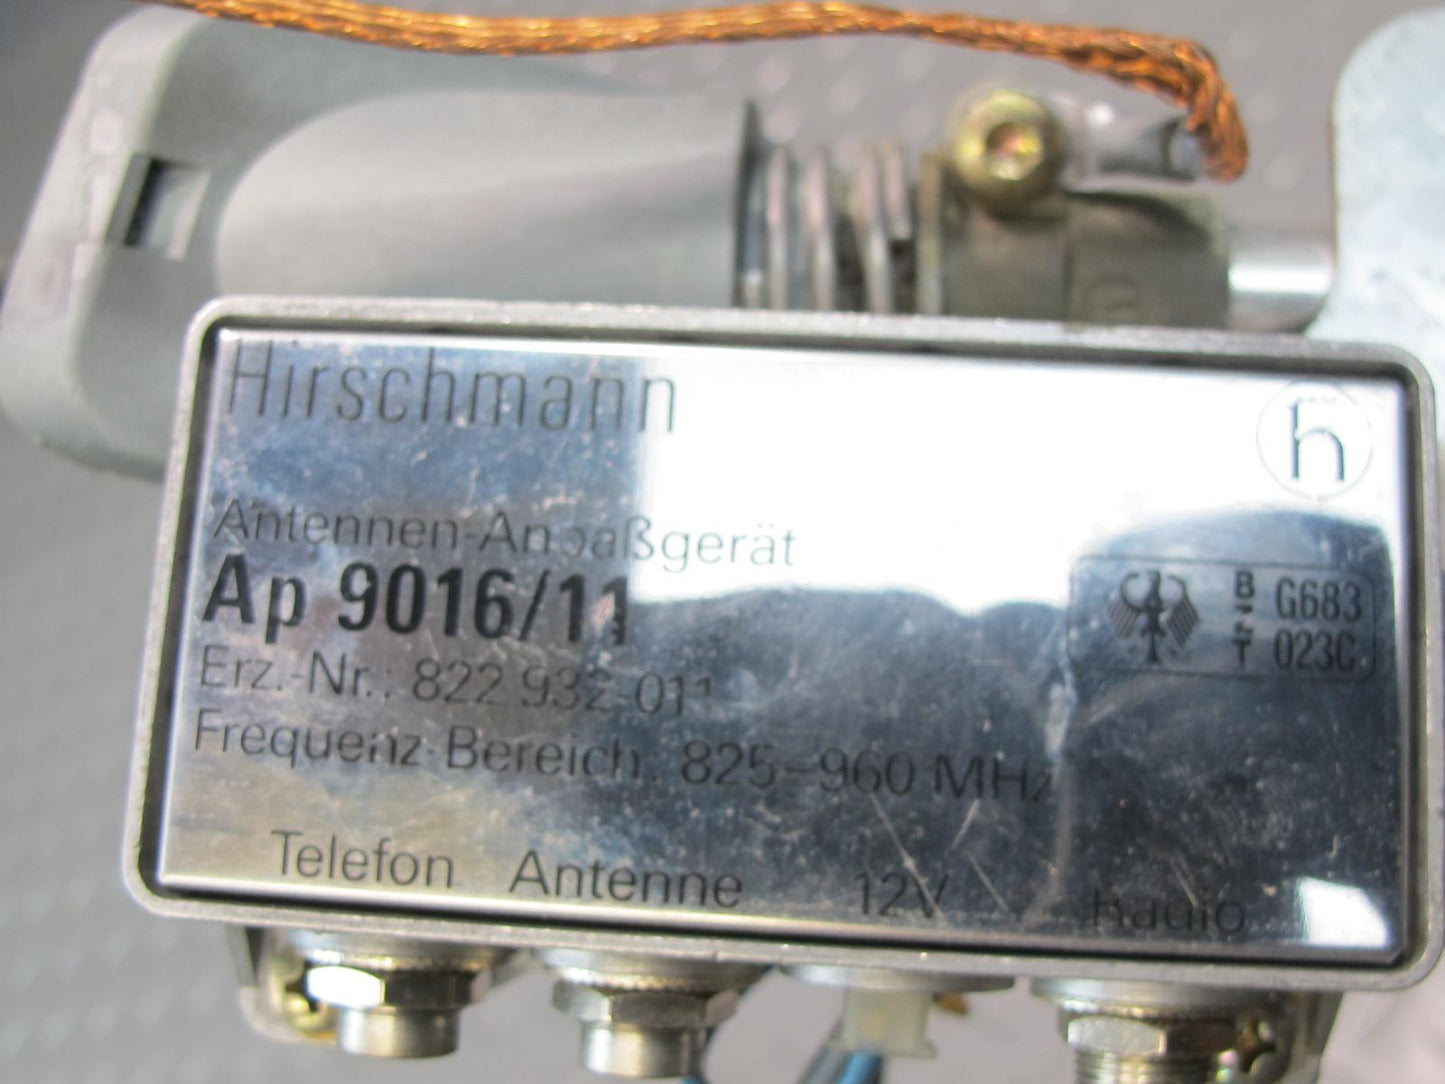 Hirschmann
h
Antennen-Anpaßgerät
Ap 9016/11
Erz.-Nr.: 822 932-011
Frequenz-Bereich: 825-960 MHz
B
Z
T
G683
023C
Telefon Antenne 12V Radio